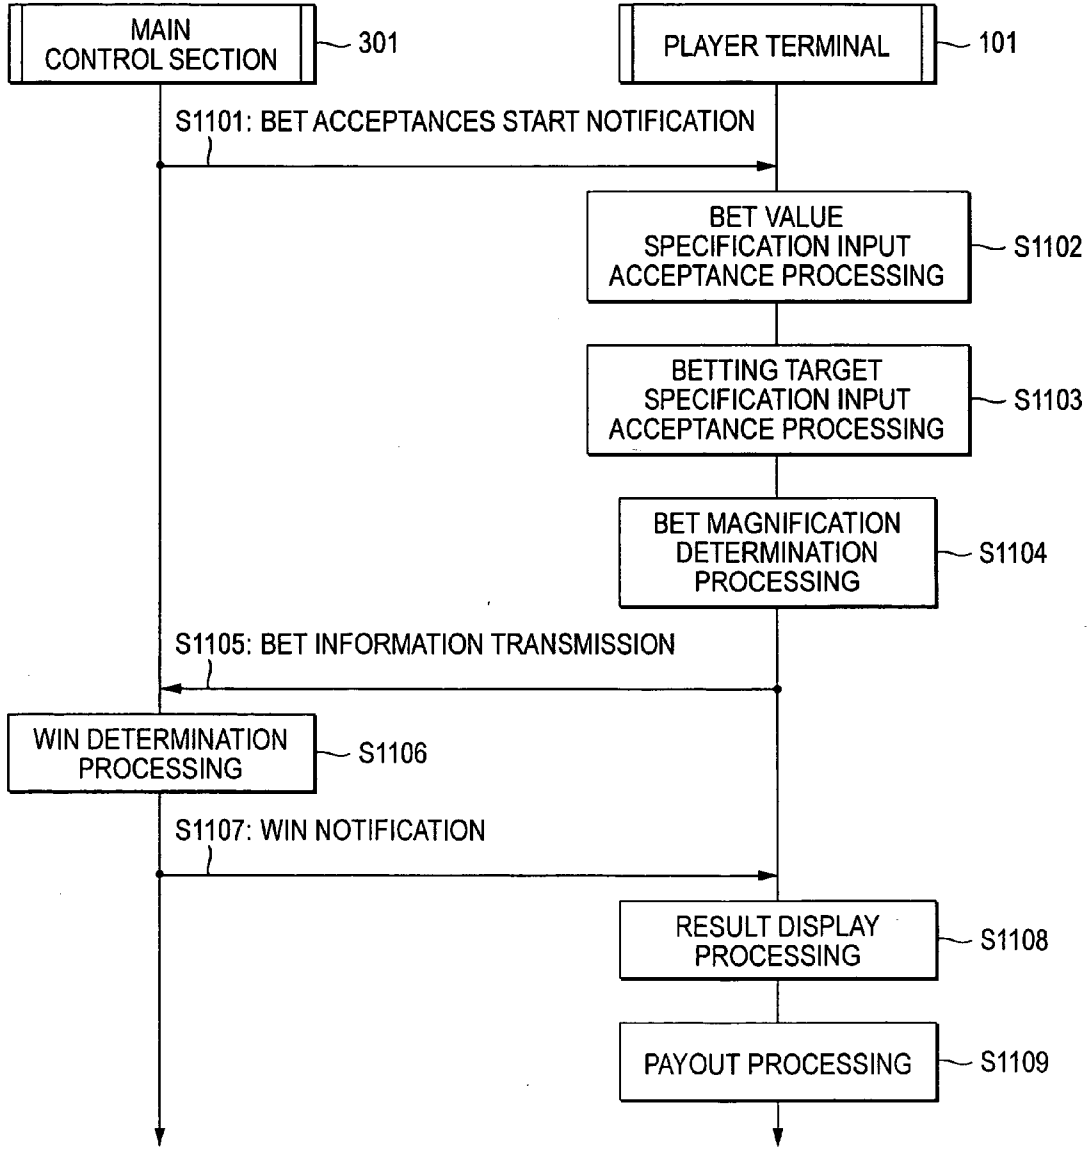 MAIN
CONTROL SECTION
301
PLAYER TERMINAL
101
S1101: BET ACCEPTANCES START NOTIFICATION
BET VALUE
SPECIFICATION INPUT
ACCEPTANCE PROCESSING
S1102
BETTING TARGET
SPECIFICATION INPUT
ACCEPTANCE PROCESSING
S1103
BET MAGNIFICATION
DETERMINATION
PROCESSING
S1104
S1105: BET INFORMATION TRANSMISSION
WIN DETERMINATION
PROCESSING
S1106
S1107: WIN NOTIFICATION
RESULT DISPLAY
PROCESSING
S1108
PAYOUT PROCESSING
S1109